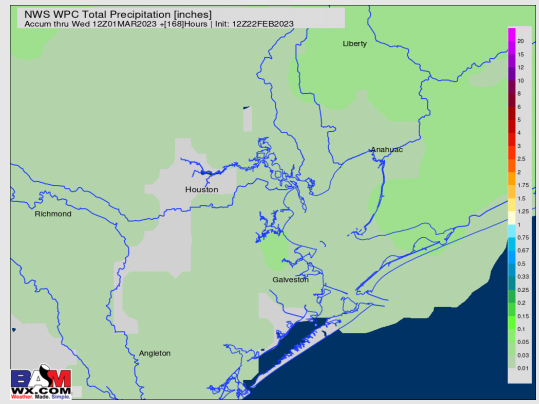 NWS WPC Total Precipitation [inches]
Accum thru Wed 12Z01MAR2023 +[168]Hours | Init: 12Z22FEB2023
Liberty
Anahuac
Houston
Richmond
Galveston
Angleton
20
15
12
10
8
6
5
4
3
2.5
2
1.75
1.5
1.25
1
0.75
0.67
0.5
0.33
0.25
0.2
0.15
0.1
0.05
0.03
0.01
BAM
WX.COM
Weather. Made. Simple.